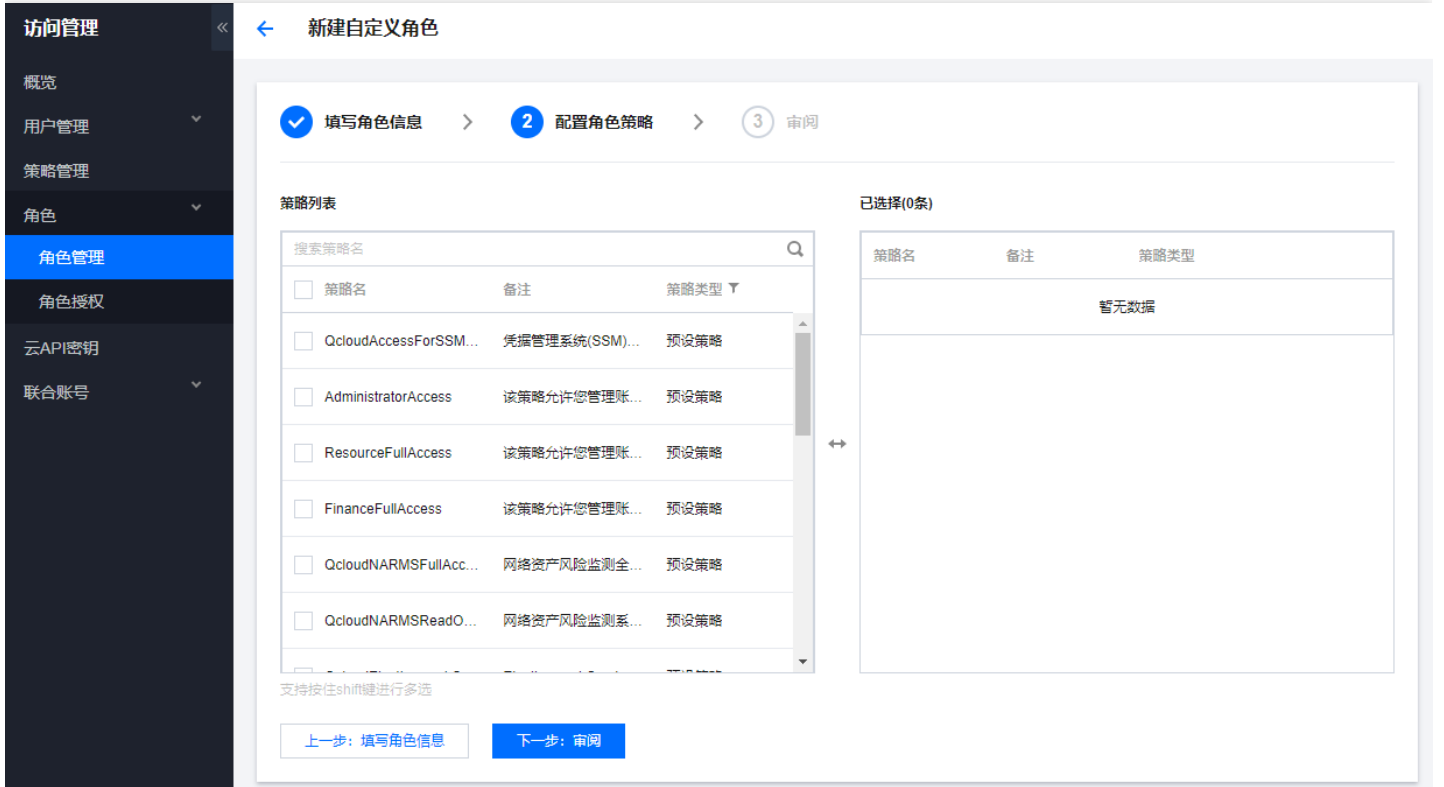 访问管理
«
概览
用户管理
策略管理
角色
角色管理
角色授权
云API密钥
联合账号
新建自定义角色
填写角色信息 > 2 配置角色策略 > 3 审阅
策略列表
搜索策略名
策略名 备注 策略类型
QcloudAccessForSSM... 凭据管理系统(SSM)... 预设策略
AdministratorAccess 该策略允许您管理账... 预设策略
ResourceFullAccess 该策略允许您管理账... 预设策略
FinanceFullAccess 该策略允许您管理账... 预设策略
QcloudNARMSFullAcc... 网络资产风险监测全... 预设策略
QcloudNARMSReadO... 网络资产风险监测系... 预设策略
支持按住shift键进行多选
已选择(0条)
策略名 备注 策略类型
暂无数据
上一步：填写角色信息 下一步：审阅